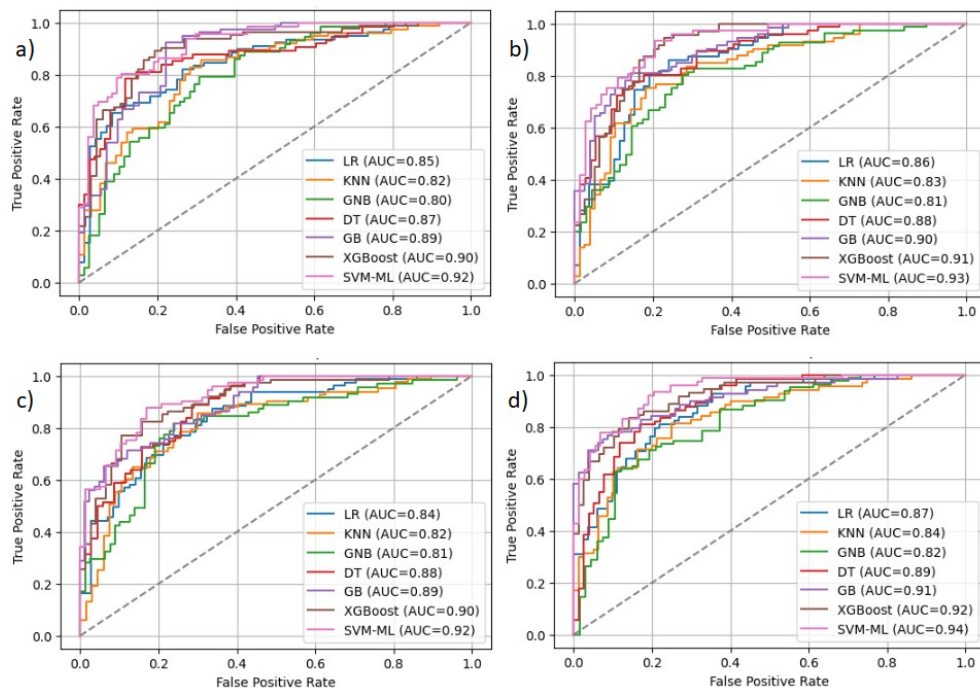 a)
1.0
0.8
0.6
0.4
0.2
0.0
True Positive Rate
LR (AUC=0.85)
KNN (AUC=0.82)
GNB (AUC=0.80)
DT (AUC=0.87)
GB (AUC=0.89)
XGBoost (AUC=0.90)
SVM-ML (AUC=0.92)
0.0 0.2 0.4 0.6 0.8 1.0
False Positive Rate
b)
1.0
0.8
0.6
0.4
0.2
0.0
True Positive Rate
LR (AUC=0.86)
KNN (AUC=0.83)
GNB (AUC=0.81)
DT (AUC=0.88)
GB (AUC=0.90)
XGBoost (AUC=0.91)
SVM-ML (AUC=0.93)
0.0 0.2 0.4 0.6 0.8 1.0
False Positive Rate
c)
1.0
0.8
0.6
0.4
0.2
0.0
True Positive Rate
LR (AUC=0.84)
KNN (AUC=0.82)
GNB (AUC=0.81)
DT (AUC=0.88)
GB (AUC=0.89)
XGBoost (AUC=0.90)
SVM-ML (AUC=0.92)
0.0 0.2 0.4 0.6 0.8 1.0
False Positive Rate
d)
1.0
0.8
0.6
0.4
0.2
0.0
True Positive Rate
LR (AUC=0.87)
KNN (AUC=0.84)
GNB (AUC=0.82)
DT (AUC=0.89)
GB (AUC=0.91)
XGBoost (AUC=0.92)
SVM-ML (AUC=0.94)
0.0 0.2 0.4 0.6 0.8 1.0
False Positive Rate